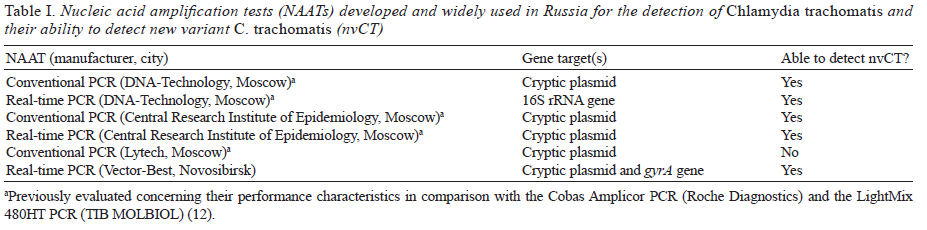 Table I. Nucleic acid amplification tests (NAATs) developed and widely used in Russia for the detection of Chlamydia trachomatis and
their ability to detect new variant C. trachomatis (nvCT)
NAAT (manufacturer, city) Gene target(s) Able to detect nvCT?
Conventional PCR (DNA-Technology, Moscow)ᵃ Cryptic plasmid Yes
Real-time PCR (DNA-Technology, Moscow)ᵃ 16S rRNA gene Yes
Conventional PCR (Central Research Institute of Epidemiology, Moscow)ᵃ Cryptic plasmid Yes
Real-time PCR (Central Research Institute of Epidemiology, Moscow)ᵃ Cryptic plasmid Yes
Conventional PCR (Lytech, Moscow)ᵃ Cryptic plasmid No
Real-time PCR (Vector-Best, Novosibirsk) Cryptic plasmid and gyrA gene Yes
ᵃPreviously evaluated concerning their performance characteristics in comparison with the Cobas Amplicor PCR (Roche Diagnostics) and the LightMix
480HT PCR (TIB MOLBIOL) (12).